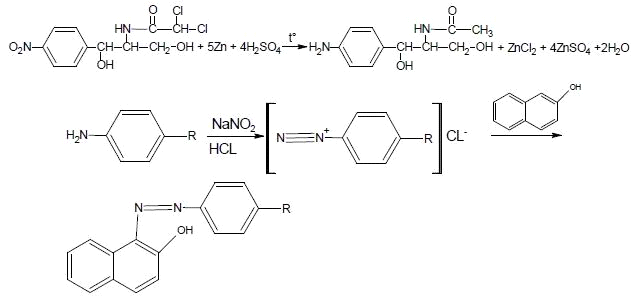 O Cl O
HN Cl HN CH3
O2N CH-CH-CH2-OH + 5Zn + 4H2SO4 t° H2N CH-CH-CH2-OH + ZnCl2 + 4ZnSO4 +2H2O
OH OH
OH
H2N R NaNO2 HCL N N+ R CL-
N N R
OH